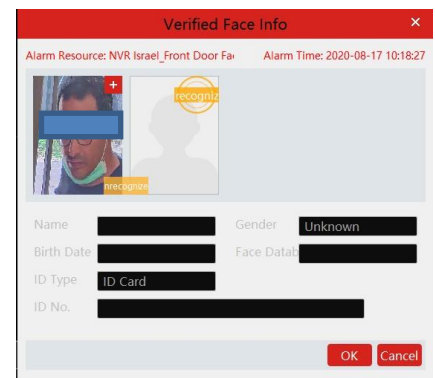 Verified Face Info ×
Alarm Resource: NVR Israel_Front Door Fa Alarm Time: 2020-08-17 10:18:27
+
recogniz
nrecognize
Name Gender Unknown
Birth Date Face Datab
ID Type ID Card
ID No.
OK Cancel